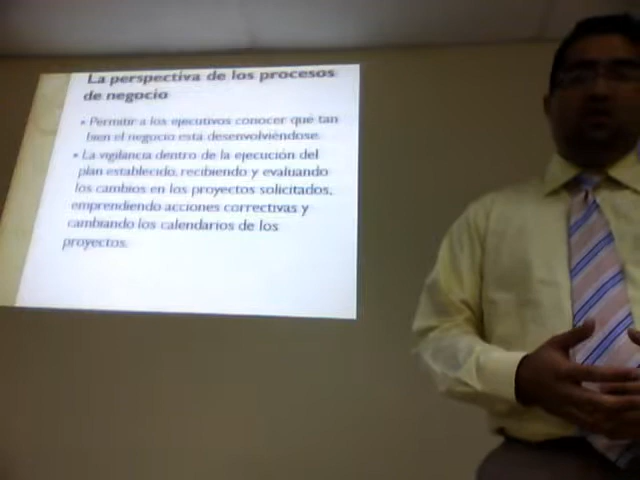 La perspectiva de los procesos
de negocio
• Permitir a los ejecutivos conocer que tan
bien el negocio está desenvolviéndose.
• La vigilancia dentro de la ejecución del
plan establecido, recibiendo y evaluando
los cambios en los proyectos solicitados,
emprendiendo acciones correctivas y
cambiando los calendarios de los
proyectos.